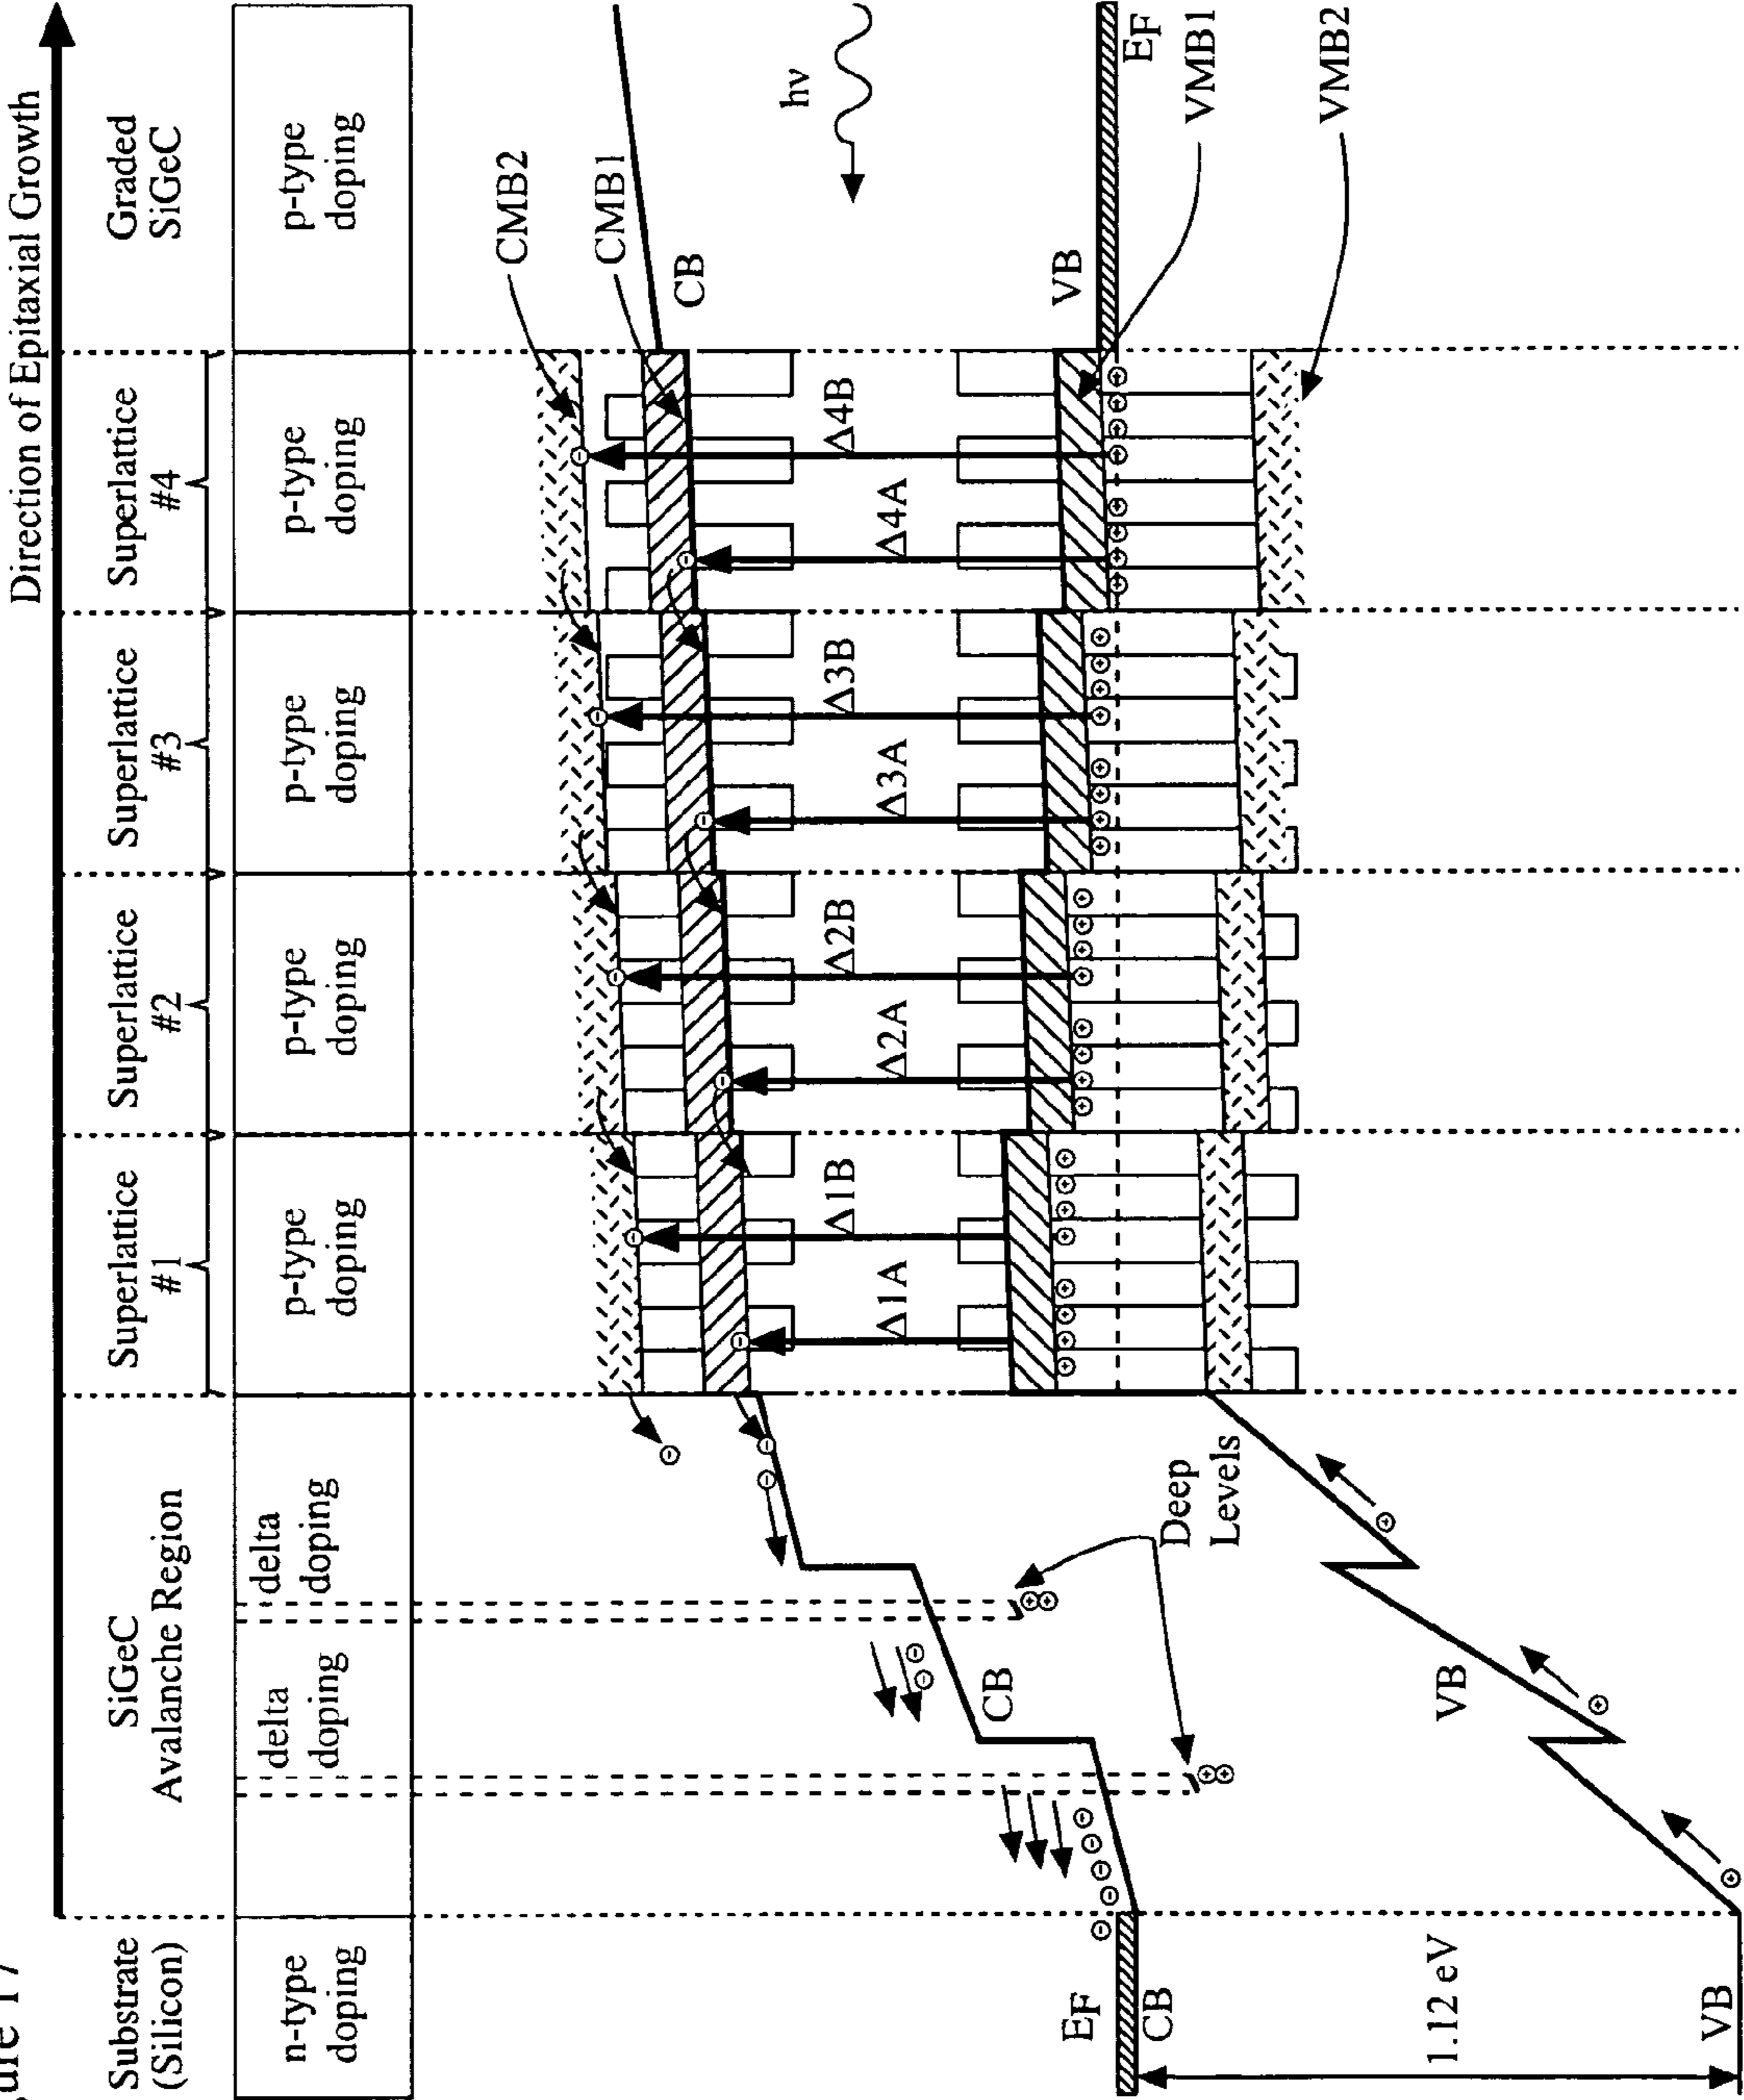 Direction of Epitaxial Growth
Substrate
(Silicon)
SiGeC
Avalanche Region
Superlattice
#1
Superlattice
#2
Superlattice
#3
Superlattice
#4
Graded
SiGeC
n-type
doping
delta
doping
delta
doping
p-type
doping
p-type
doping
p-type
doping
p-type
doping
p-type
doping
CMB2
CMB1
CB
hν
Δ1A
Δ1B
Δ2A
Δ2B
Δ3A
Δ3B
Δ4A
Δ4B
VB
EF
VMB1
VMB2
CB
Deep
Levels
VB
EF
CB
1.12 eV
VB